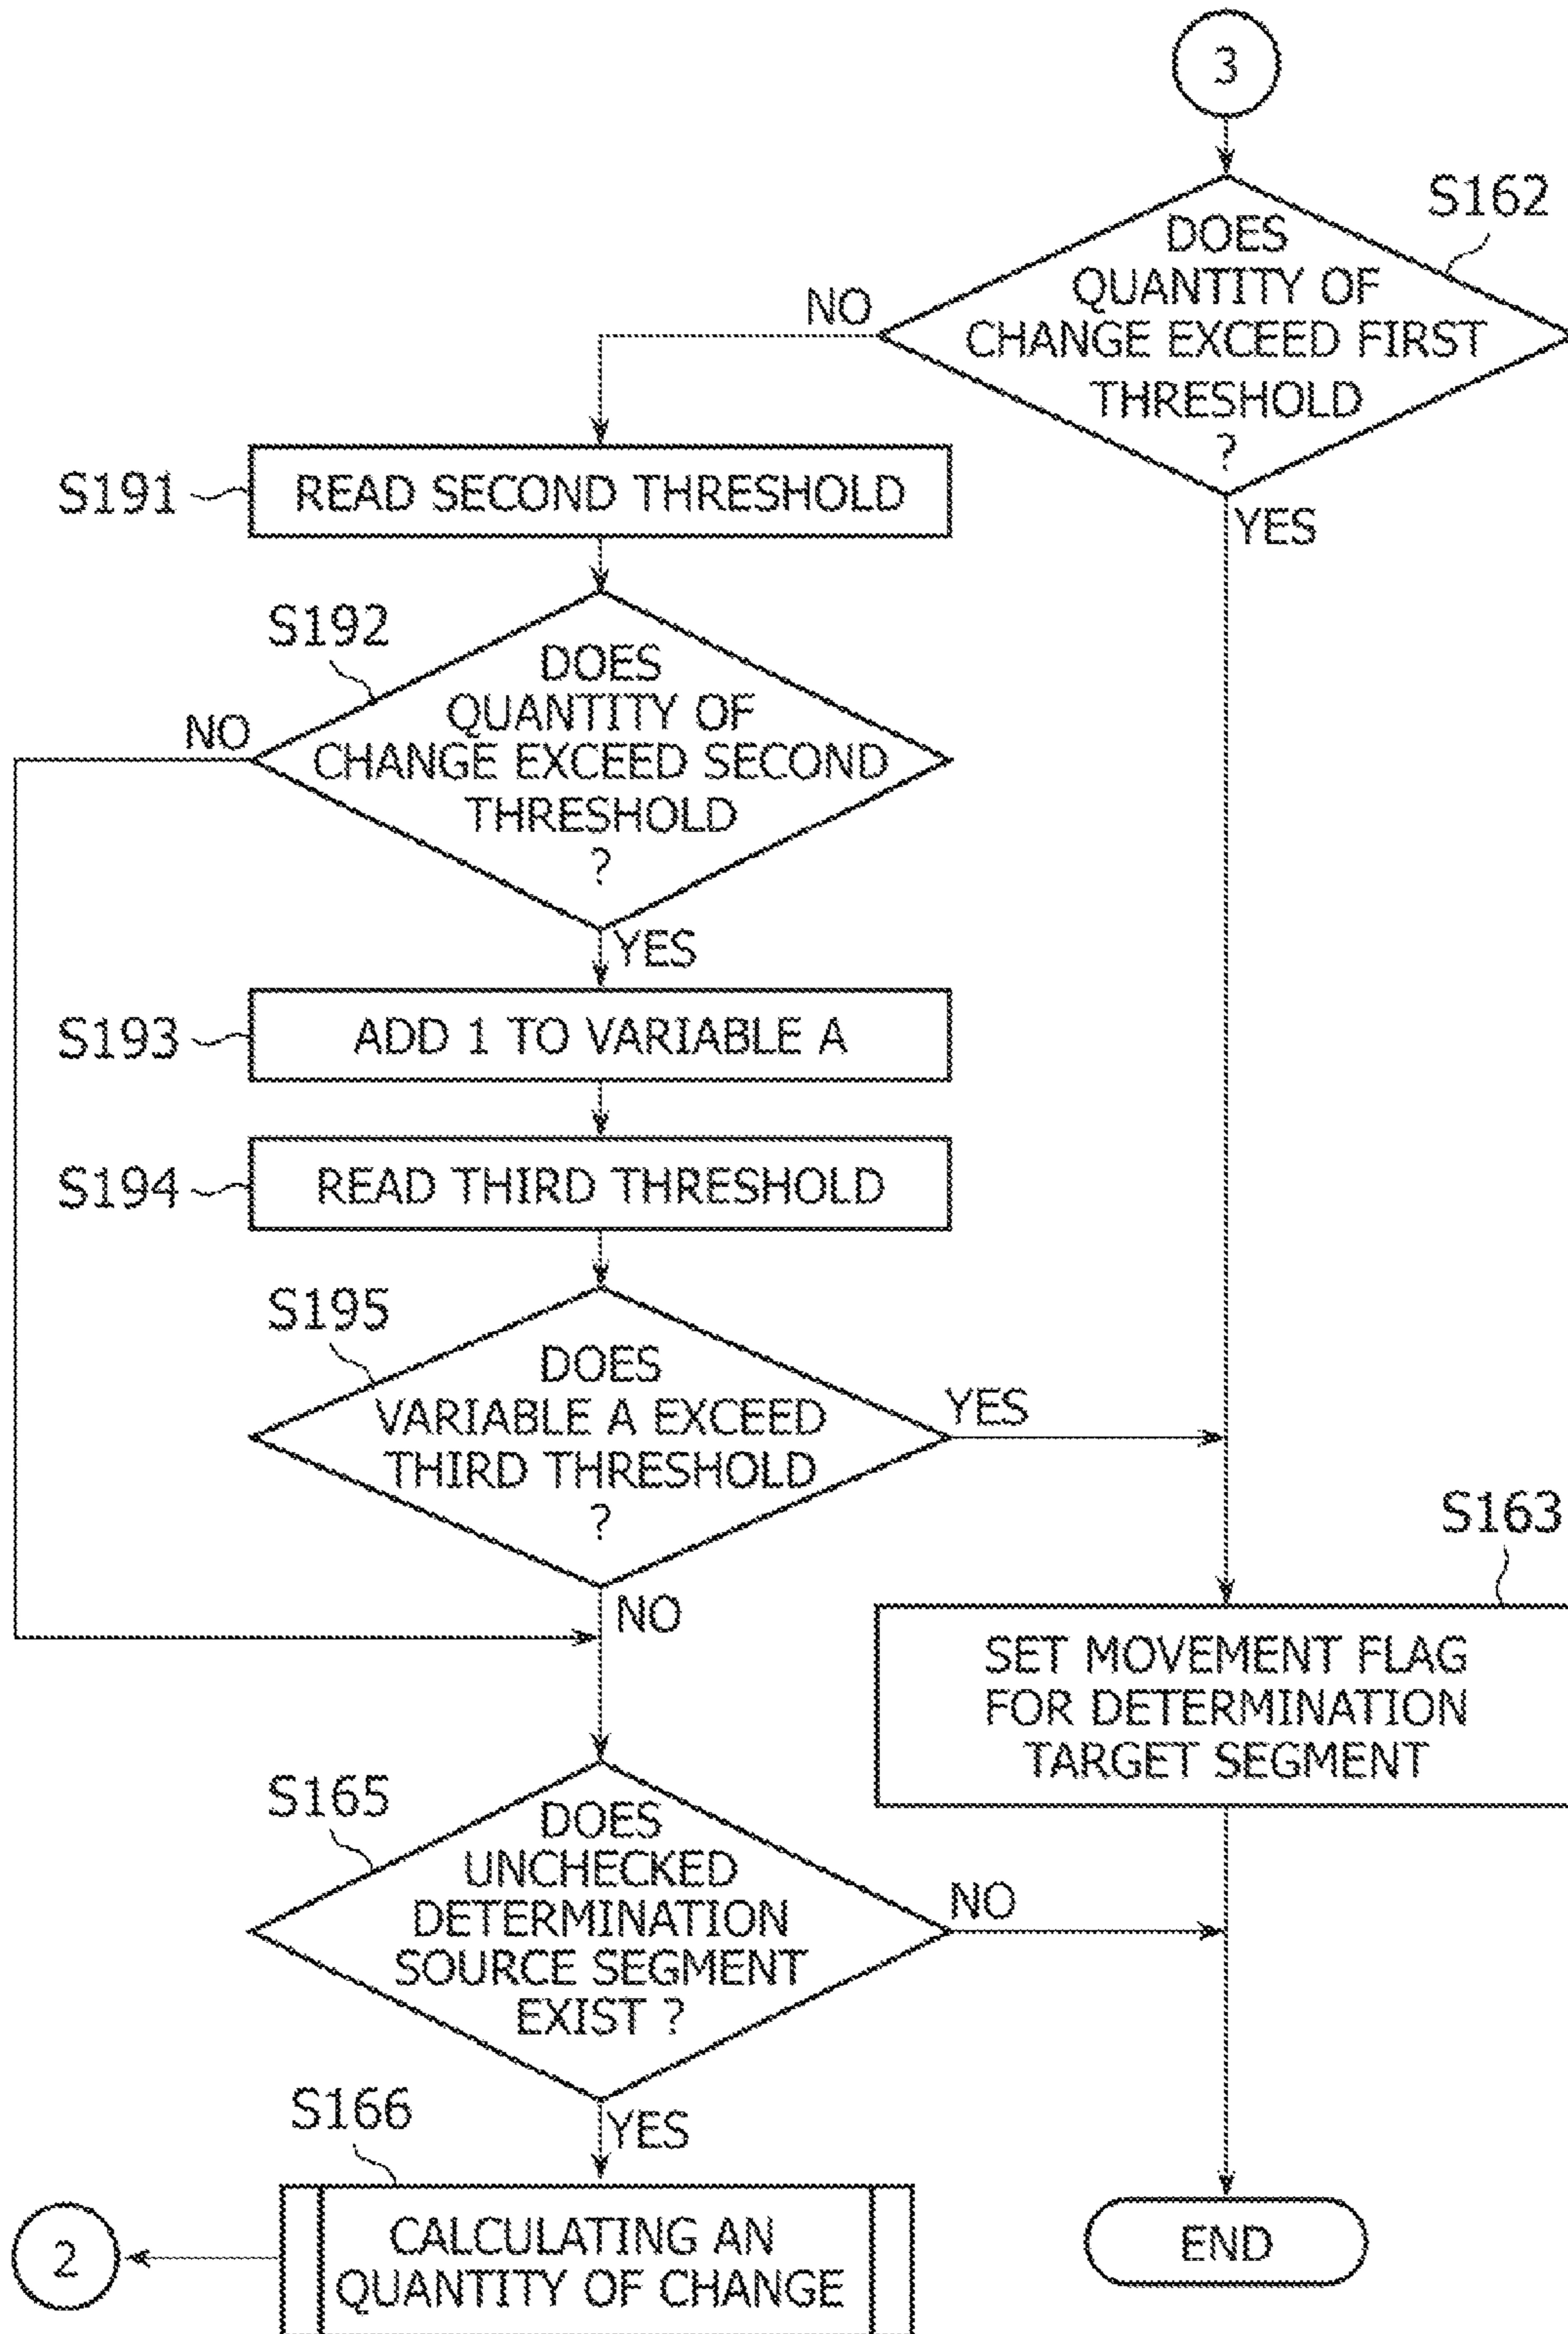 3
S162
DOES
QUANTITY OF
CHANGE EXCEED FIRST
THRESHOLD
?
NO
YES
S191
READ SECOND THRESHOLD
S192
DOES
QUANTITY OF
CHANGE EXCEED SECOND
THRESHOLD
?
NO
YES
S193
ADD 1 TO VARIABLE A
S194
READ THIRD THRESHOLD
S195
DOES
VARIABLE A EXCEED
THIRD THRESHOLD
?
YES
NO
S163
SET MOVEMENT FLAG
FOR DETERMINATION
TARGET SEGMENT
S165
DOES
UNCHECKED
DETERMINATION
SOURCE SEGMENT
EXIST ?
NO
YES
S166
CALCULATING AN
QUANTITY OF CHANGE
2
END